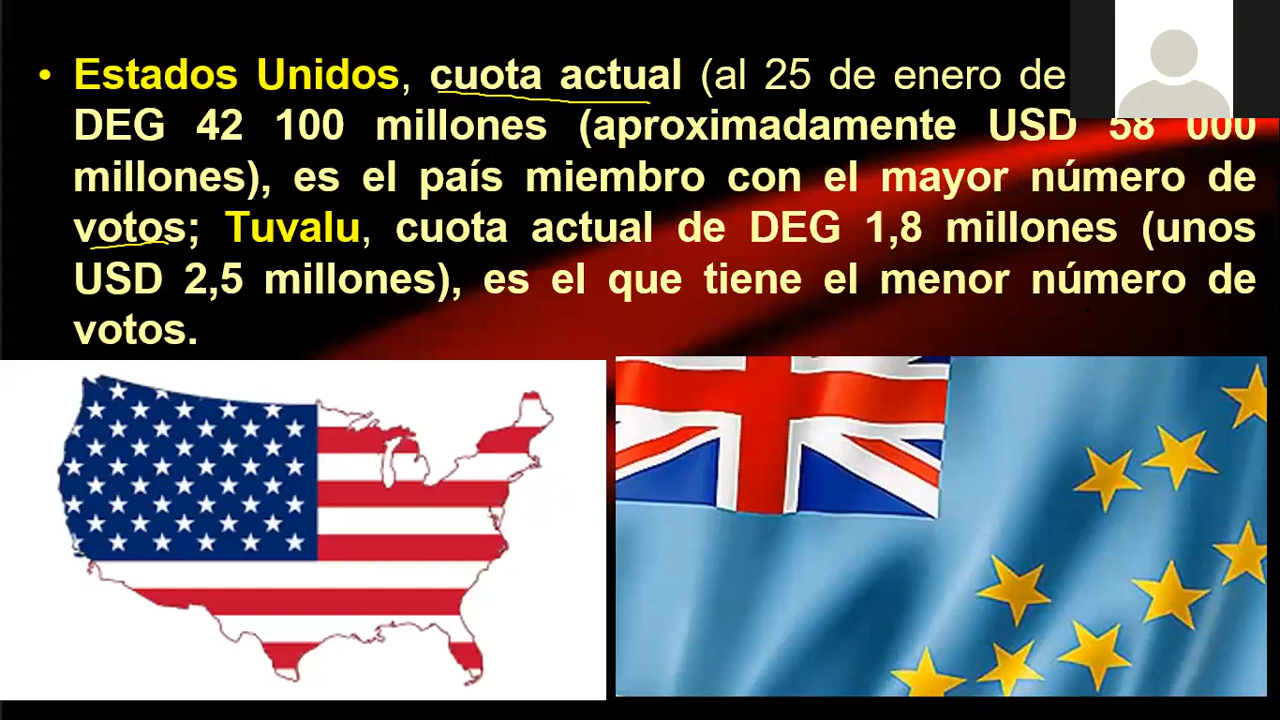 • Estados Unidos, cuota actual (al 25 de enero de
DEG 42 100 millones (aproximadamente USD 58 000
millones), es el país miembro con el mayor número de
votos; Tuvalu, cuota actual de DEG 1,8 millones (unos
USD 2,5 millones), es el que tiene el menor número de
votos.